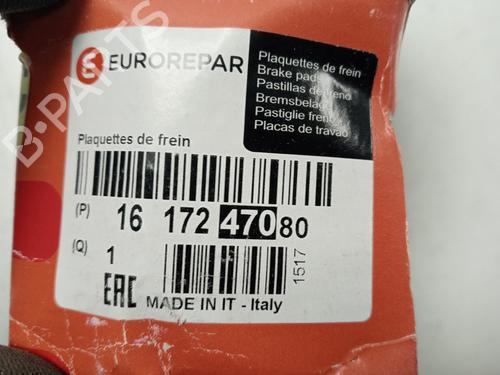 EUROREPAR
Plaquettes de frein
Brake pads
Pastillas de freno
Bremsbeläge
Pastiglie freno
Placas de travão
Plaquettes de frein
(P) 16 172 470 80
(Q) 1
1517
EAC MADE IN IT - Italy
B-PARTS